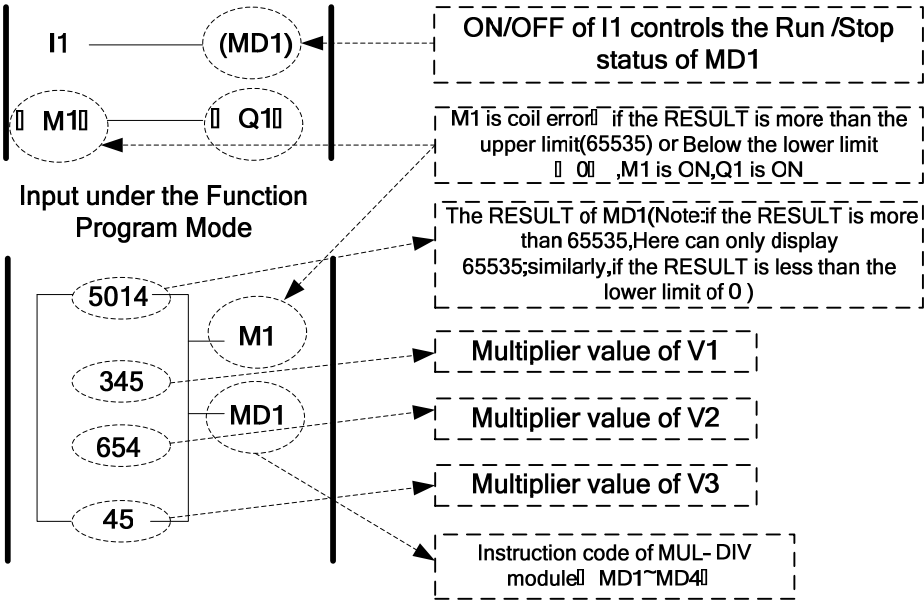 I1 (MD1)
▯ M1▯ ▯ Q1▯
Input under the Function
Program Mode
5014
M1
345
MD1
654
45
ON/OFF of I1 controls the Run /Stop
status of MD1
M1 is coil error▯ if the RESULT is more than the
upper limit(65535) or Below the lower limit
▯ 0▯ ,M1 is ON,Q1 is ON
The RESULT of MD1(Note:if the RESULT is more
than 65535,Here can only display
65535;similarly,if the RESULT is less than the
lower limit of 0 )
Multiplier value of V1
Multiplier value of V2
Multiplier value of V3
Instruction code of MUL-DIV
module▯ MD1~MD4▯